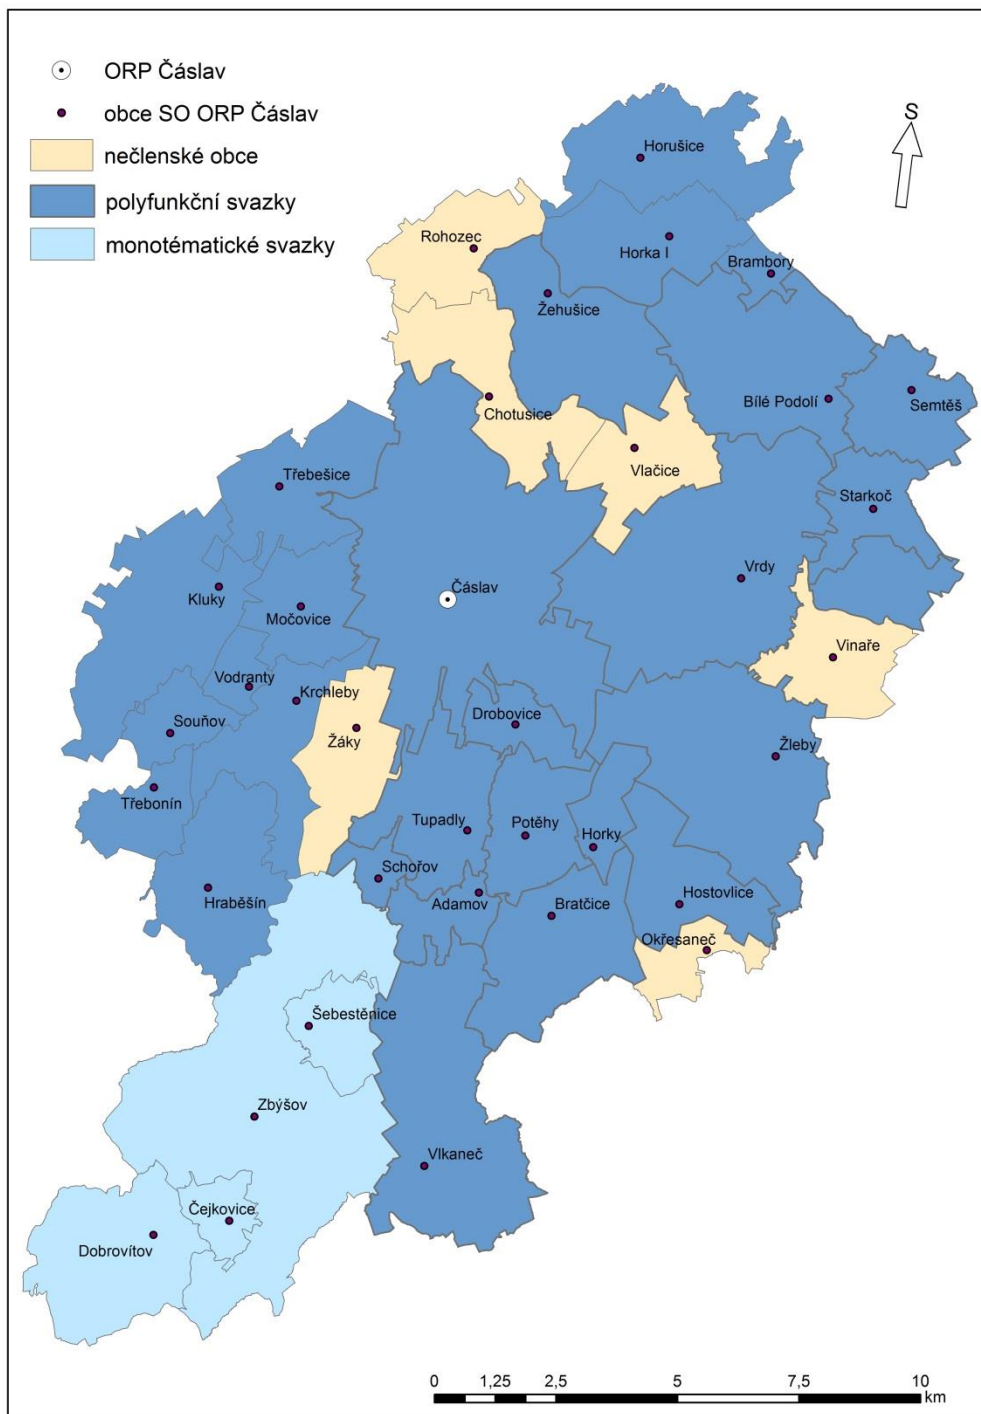 ORP Čáslav
obce SO ORP Čáslav
nečlenské obce
polyfunkční svazky
monotématické svazky
S
Horušice
Rohozec
Horka I
Brambory
Žehušice
Chotusice
Bílé Podolí
Semtěš
Vlačice
Třebešice
Starkoč
Vrdy
Kluky
Čáslav
Močovice
Vinaře
Vodranty
Krchleby
Souňov
Žáky
Drobovice
Žleby
Třebonín
Tupadly
Potěhy
Horky
Schořov
Hraběšín
Adamov
Bratčice
Hostovlice
Okřesaneč
Šebestěnice
Zbýšov
Vlkaneč
Čejkovice
Dobrovítov
0 1,25 2,5 5 7,5 10
km